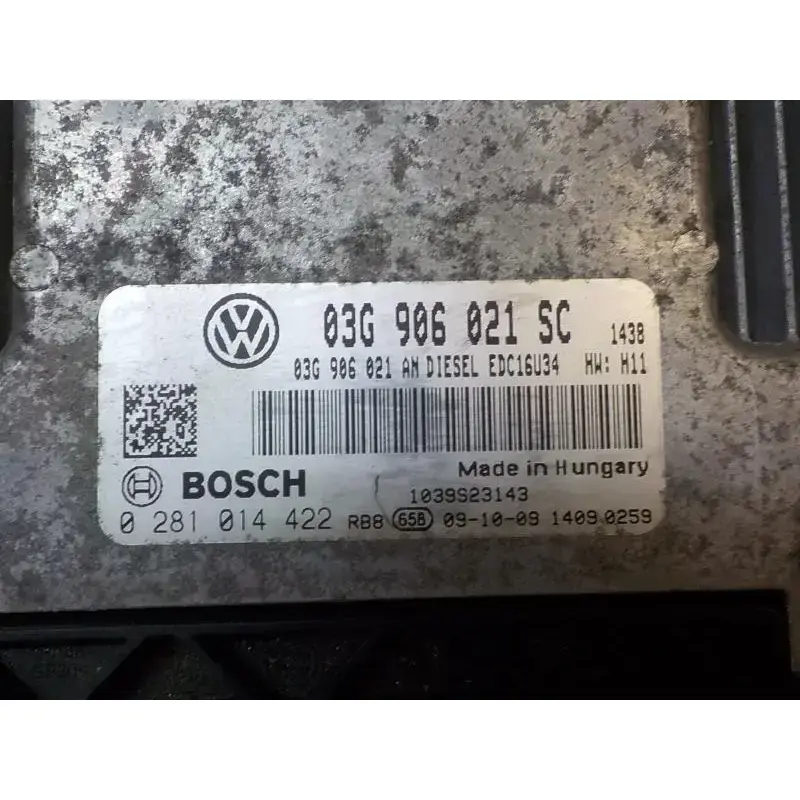 03G 906 021 SC 1438
03G 906 021 AN DIESEL EDC16U34 HW: H11
Made in Hungary
BOSCH
1039S23143
0 281 014 422 RB8 658 09-10-09 1409 0259